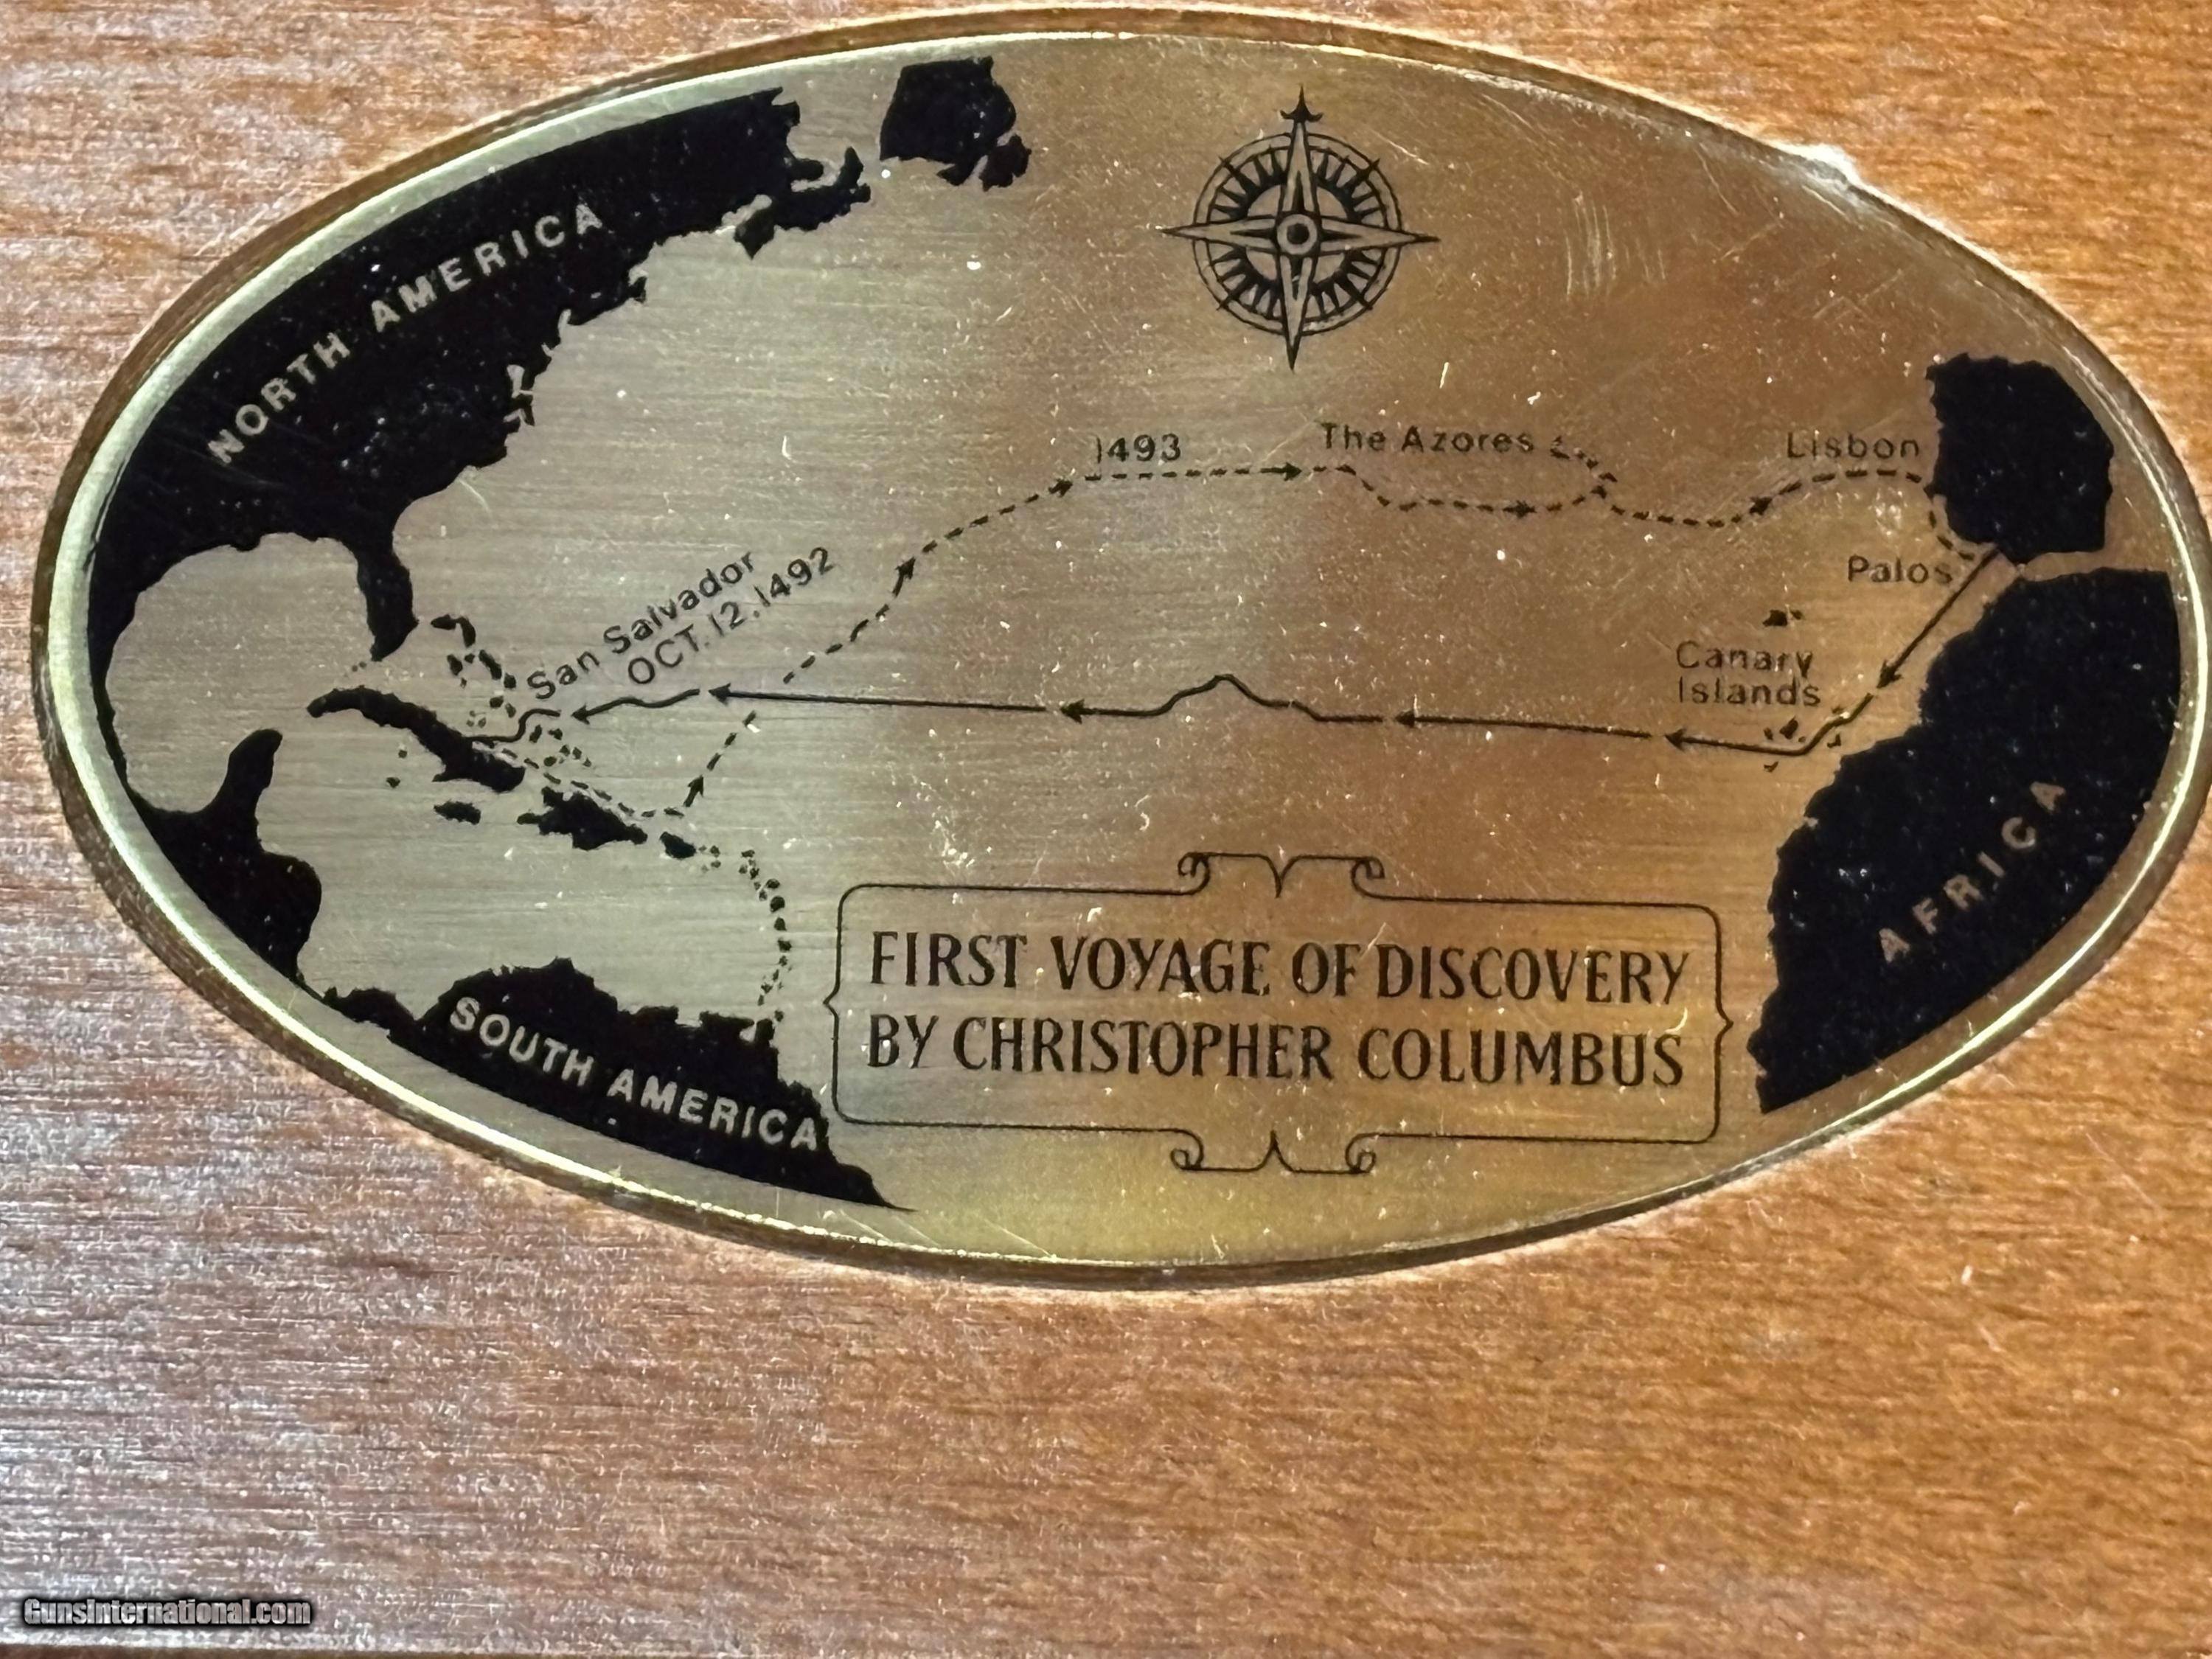 NORTH AMERICA
1493
The Azores
Lisbon
Palos
San Salvador
OCT. 12, 1492
Canary
Islands
AFRICA
FIRST VOYAGE OF DISCOVERY
BY CHRISTOPHER COLUMBUS
SOUTH AMERICA
GunsInternational.com